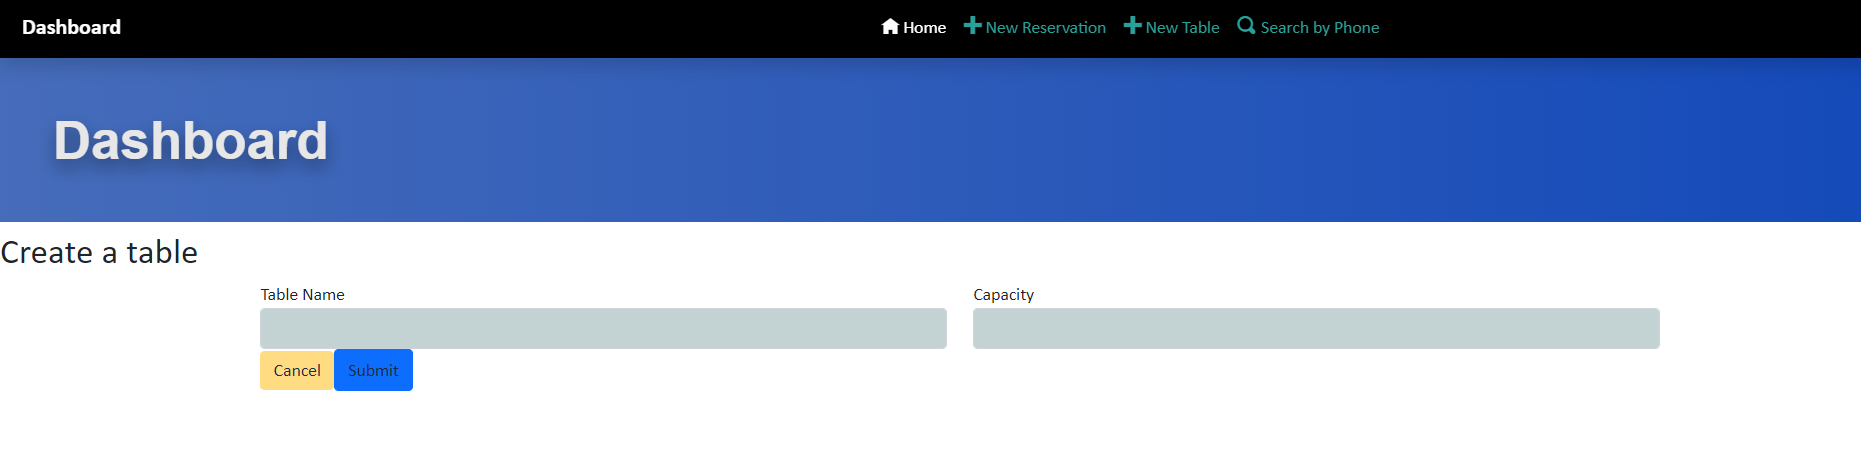 Dashboard Home New Reservation New Table Search by Phone
Dashboard
Create a table
Table Name Capacity
Cancel Submit